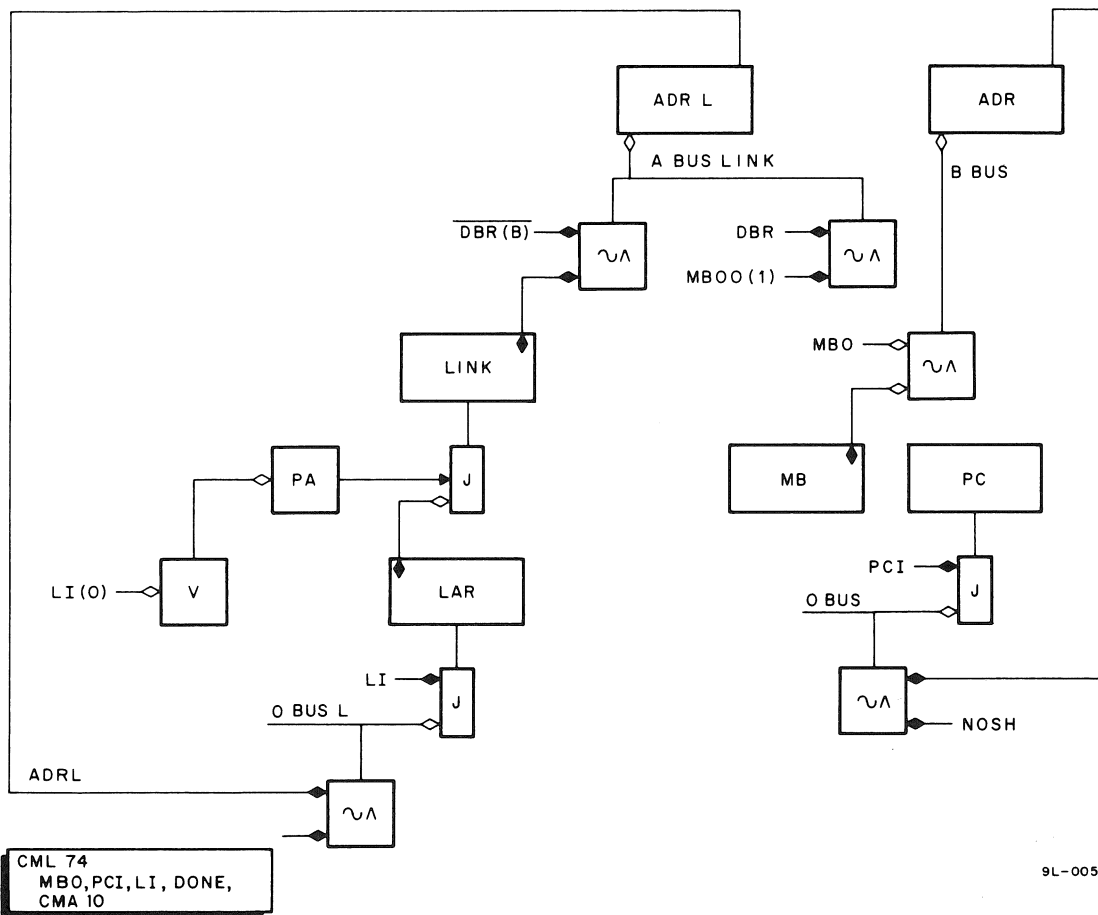 ADR L
ADR
A BUS LINK
B BUS
DBR(B)
DBR
∿∧
∿∧
MB00(1)
MBO
∿∧
LINK
PA
J
MB
PC
LI(0)
V
LAR
PCI
J
O BUS
LI
J
∿∧
NOSH
O BUS L
ADRL
∿∧
CML 74
MBO,PCI,LI, DONE,
CMA 10
9L-005